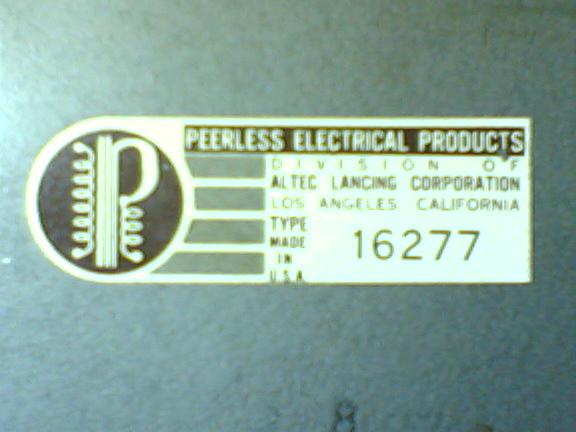 PEERLESS ELECTRICAL PRODUCTS
DIVISION OF
ALTEC LANCING CORPORATION
LOS ANGELES CALIFORNIA
TYPE
MADE
IN
U.S.A.
16277
P